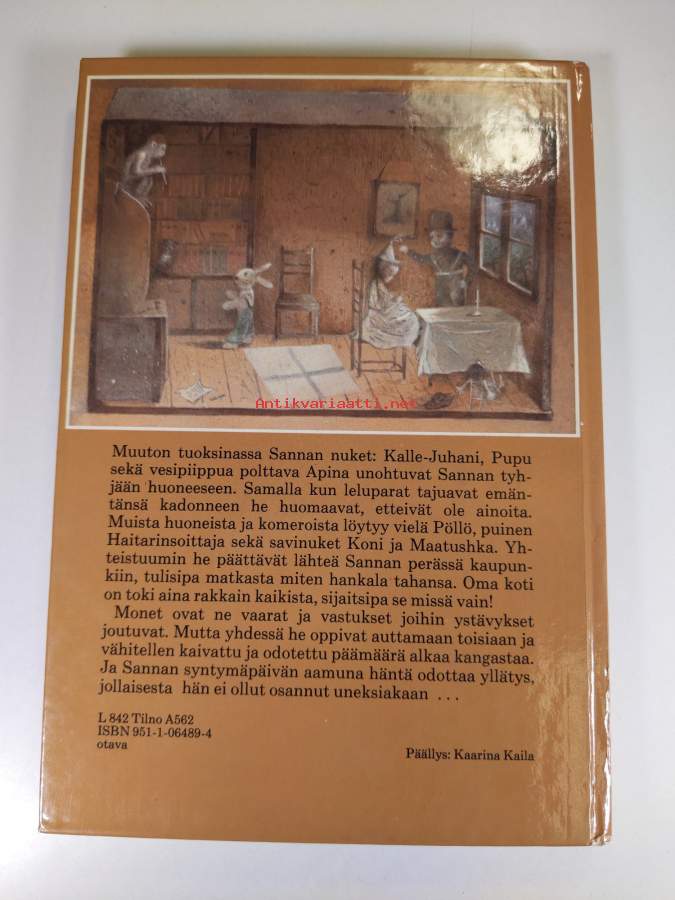 Antikvariaatti.net
Muuton tuoksinassa Sannan nuket: Kalle-Juhani, Pupu
sekä vesipiippua polttava Apina unohtuvat Sannan tyh-
jään huoneeseen. Samalla kun leluparat tajuavat emän-
tänsä kadonneen he huomaavat, etteivät ole ainoita.
Muista huoneista ja komeroista löytyy vielä Pöllö, puinen
Haitarinsoittaja sekä savinuket Koni ja Maatushka. Yh-
teistuumin he päättävät lähteä Sannan perässä kaupun-
kiin, tulisipa matkasta miten hankala tahansa. Oma koti
on toki aina rakkain kaikista, sijaitsipa se missä vain!
Monet ovat ne vaarat ja vastukset joihin ystävykset
joutuvat. Mutta yhdessä he oppivat auttamaan toisiaan ja
vähitellen kaivattu ja odotettu päämäärä alkaa kangastaa.
Ja Sannan syntymäpäivän aamuna häntä odottaa yllätys,
jollaisesta hän ei ollut osannut uneksiakaan ...
L 842 Tilno A562
ISBN 951-1-06489-4
otava
Päällys: Kaarina Kaila